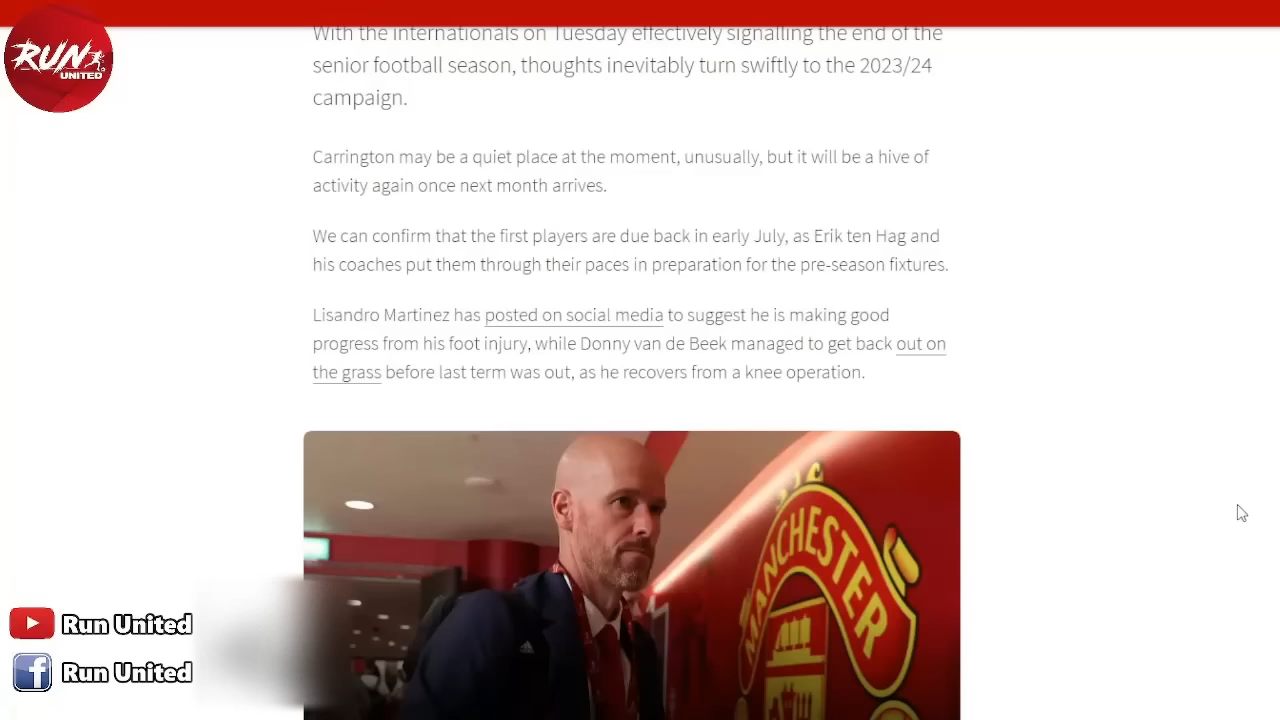 RUN
UNITED
With the internationals on Tuesday effectively signalling the end of the
senior football season, thoughts inevitably turn swiftly to the 2023/24
campaign.
Carrington may be a quiet place at the moment, unusually, but it will be a hive of
activity again once next month arrives.
We can confirm that the first players are due back in early July, as Erik ten Hag and
his coaches put them through their paces in preparation for the pre-season fixtures.
Lisandro Martinez has posted on social media to suggest he is making good
progress from his foot injury, while Donny van de Beek managed to get back out on
the grass before last term was out, as he recovers from a knee operation.
MANCHESTER
Run United
Run United